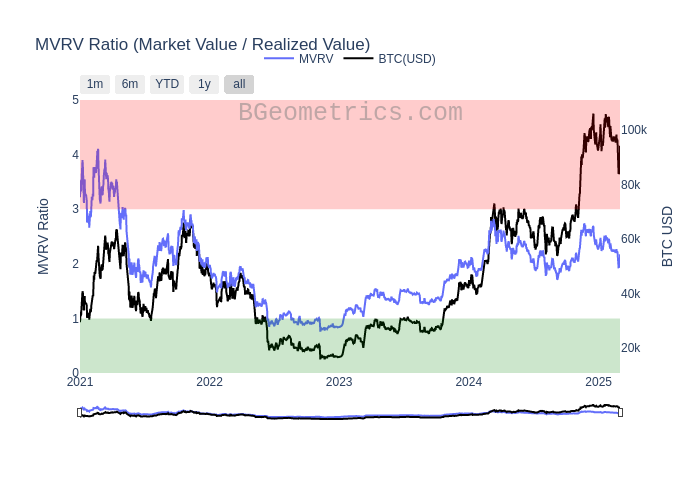 MVRV Ratio (Market Value / Realized Value)
MVRV BTC(USD)
1m 6m YTD 1y all
BGeometrics.com
5
4
3
2
1
0
MVRV Ratio
100k
80k
60k
40k
20k
BTC USD
2021 2022 2023 2024 2025